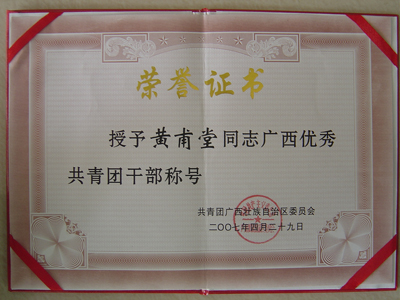 荣誉证书
授予黄甫堂同志广西优秀
共青团干部称号
共青团广西壮族自治区委员会
二〇〇七年四月二十九日